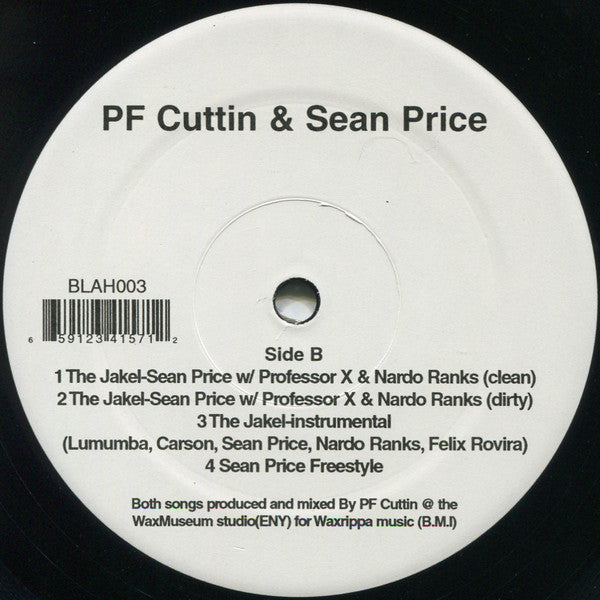 PF Cuttin & Sean Price
BLAH003
6 59123 41571 2
Side B
1 The Jakel-Sean Price w/ Professor X & Nardo Ranks (clean)
2 The Jakel-Sean Price w/ Professor X & Nardo Ranks (dirty)
3 The Jakel-instrumental
(Lumumba, Carson, Sean Price, Nardo Ranks, Felix Rovira)
4 Sean Price Freestyle
Both songs produced and mixed By PF Cuttin @ the
WaxMuseum studio(ENY) for Waxrippa music (B.M.I)